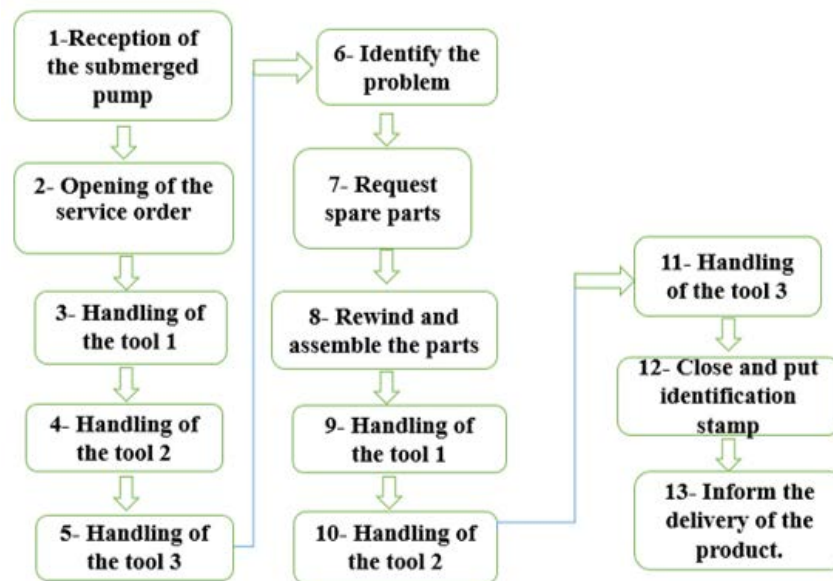 1-Reception of
the submerged
pump
2- Opening of the
service order
3- Handling of
the tool 1
4- Handling of
the tool 2
5- Handling of
the tool 3
6- Identify the
problem
7- Request
spare parts
8- Rewind and
assemble the parts
9- Handling of
the tool 1
10- Handling of
the tool 2
11- Handling
of the tool 3
12- Close and put
identification
stamp
13- Inform the
delivery of the
product.